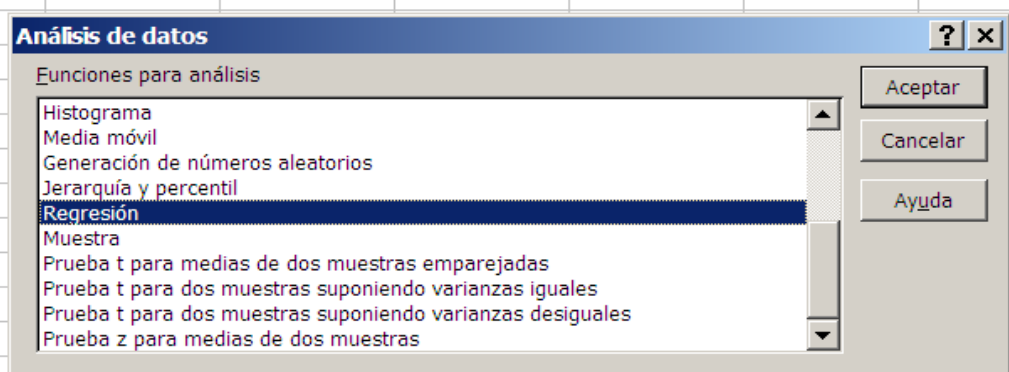 Análisis de datos
? ×
Funciones para análisis
Histograma
Media móvil
Generación de números aleatorios
Jerarquía y percentil
Regresión
Muestra
Prueba t para medias de dos muestras emparejadas
Prueba t para dos muestras suponiendo varianzas iguales
Prueba t para dos muestras suponiendo varianzas desiguales
Prueba z para medias de dos muestras
Aceptar
Cancelar
Ayuda